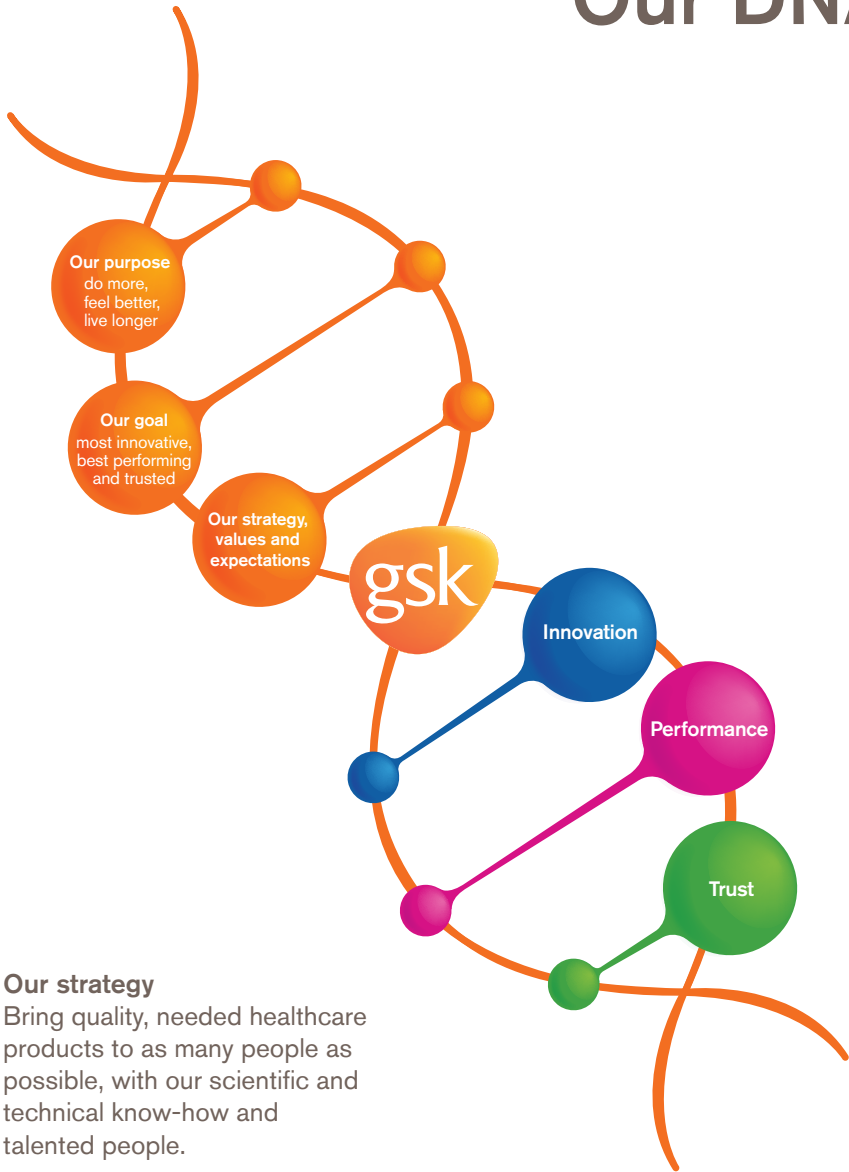 Our DNA
Our purpose
do more,
feel better,
live longer
Our goal
most innovative,
best performing
and trusted
Our strategy,
values and
expectations
gsk
Innovation
Performance
Trust
Our strategy
Bring quality, needed healthcare
products to as many people as
possible, with our scientific and
technical know-how and
talented people.